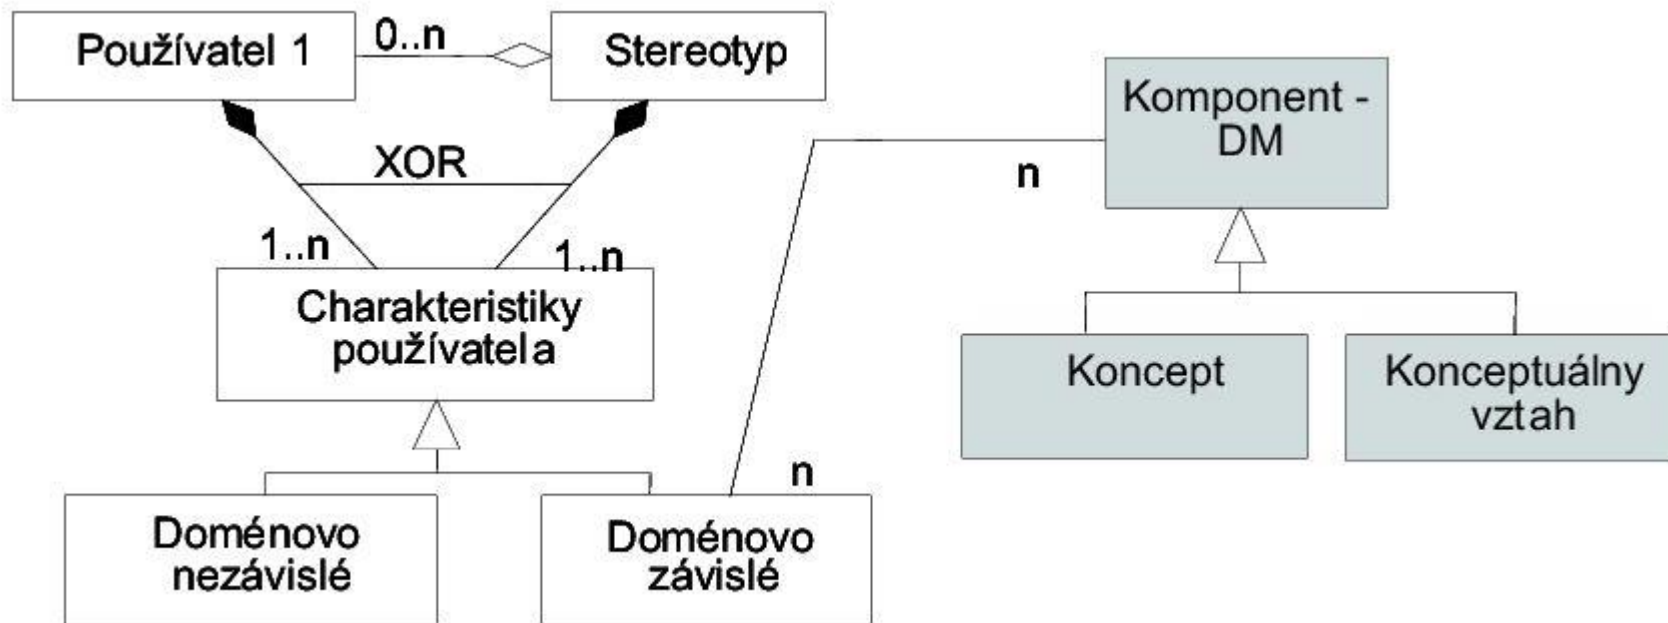 Používatel 1
0..n
Stereotyp
Komponent -
DM
XOR
n
1..n
1..n
Charakteristiky
používatela
Koncept
Konceptuálny
vztah
n
Doménovo
nezávislé
Doménovo
závislé